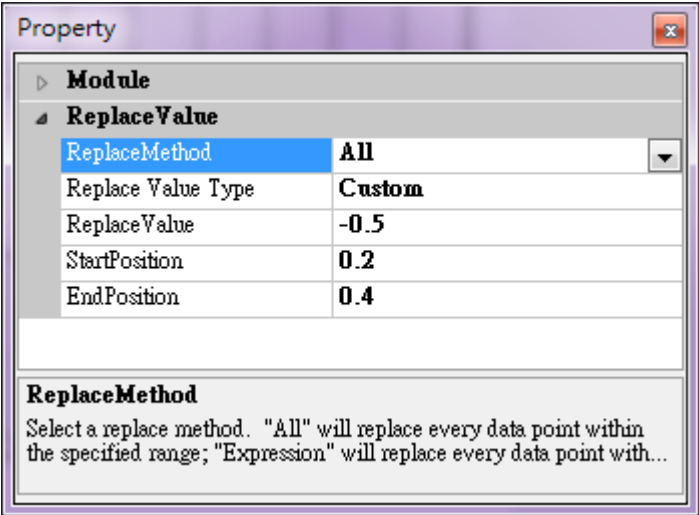 Property
Module
ReplaceValue
ReplaceMethod All
Replace Value Type Custom
ReplaceValue -0.5
StartPosition 0.2
EndPosition 0.4
ReplaceMethod
Select a replace method. "All" will replace every data point within
the specified range; "Expression" will replace every data point with...